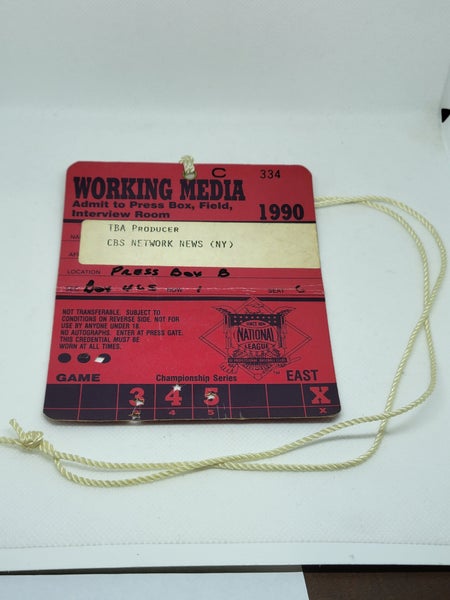 C 334
WORKING MEDIA
Admit to Press Box, Field,
Interview Room 1990
TBA PRODUCER
CBS NETWORK NEWS (NY)
LOCATION PRESS BOX B
ROW 1 SEAT C
NOT TRANSFERABLE. SUBJECT TO
CONDITIONS ON REVERSE SIDE. NOT FOR
USE BY ANYONE UNDER 18.
NO AUTOGRAPHS. ENTER AT PRESS GATE.
THIS CREDENTIAL MUST BE
WORN AT ALL TIMES.
NATIONAL
LEAGUE
GAME Championship Series EAST
3 4 5 X
4 5 X